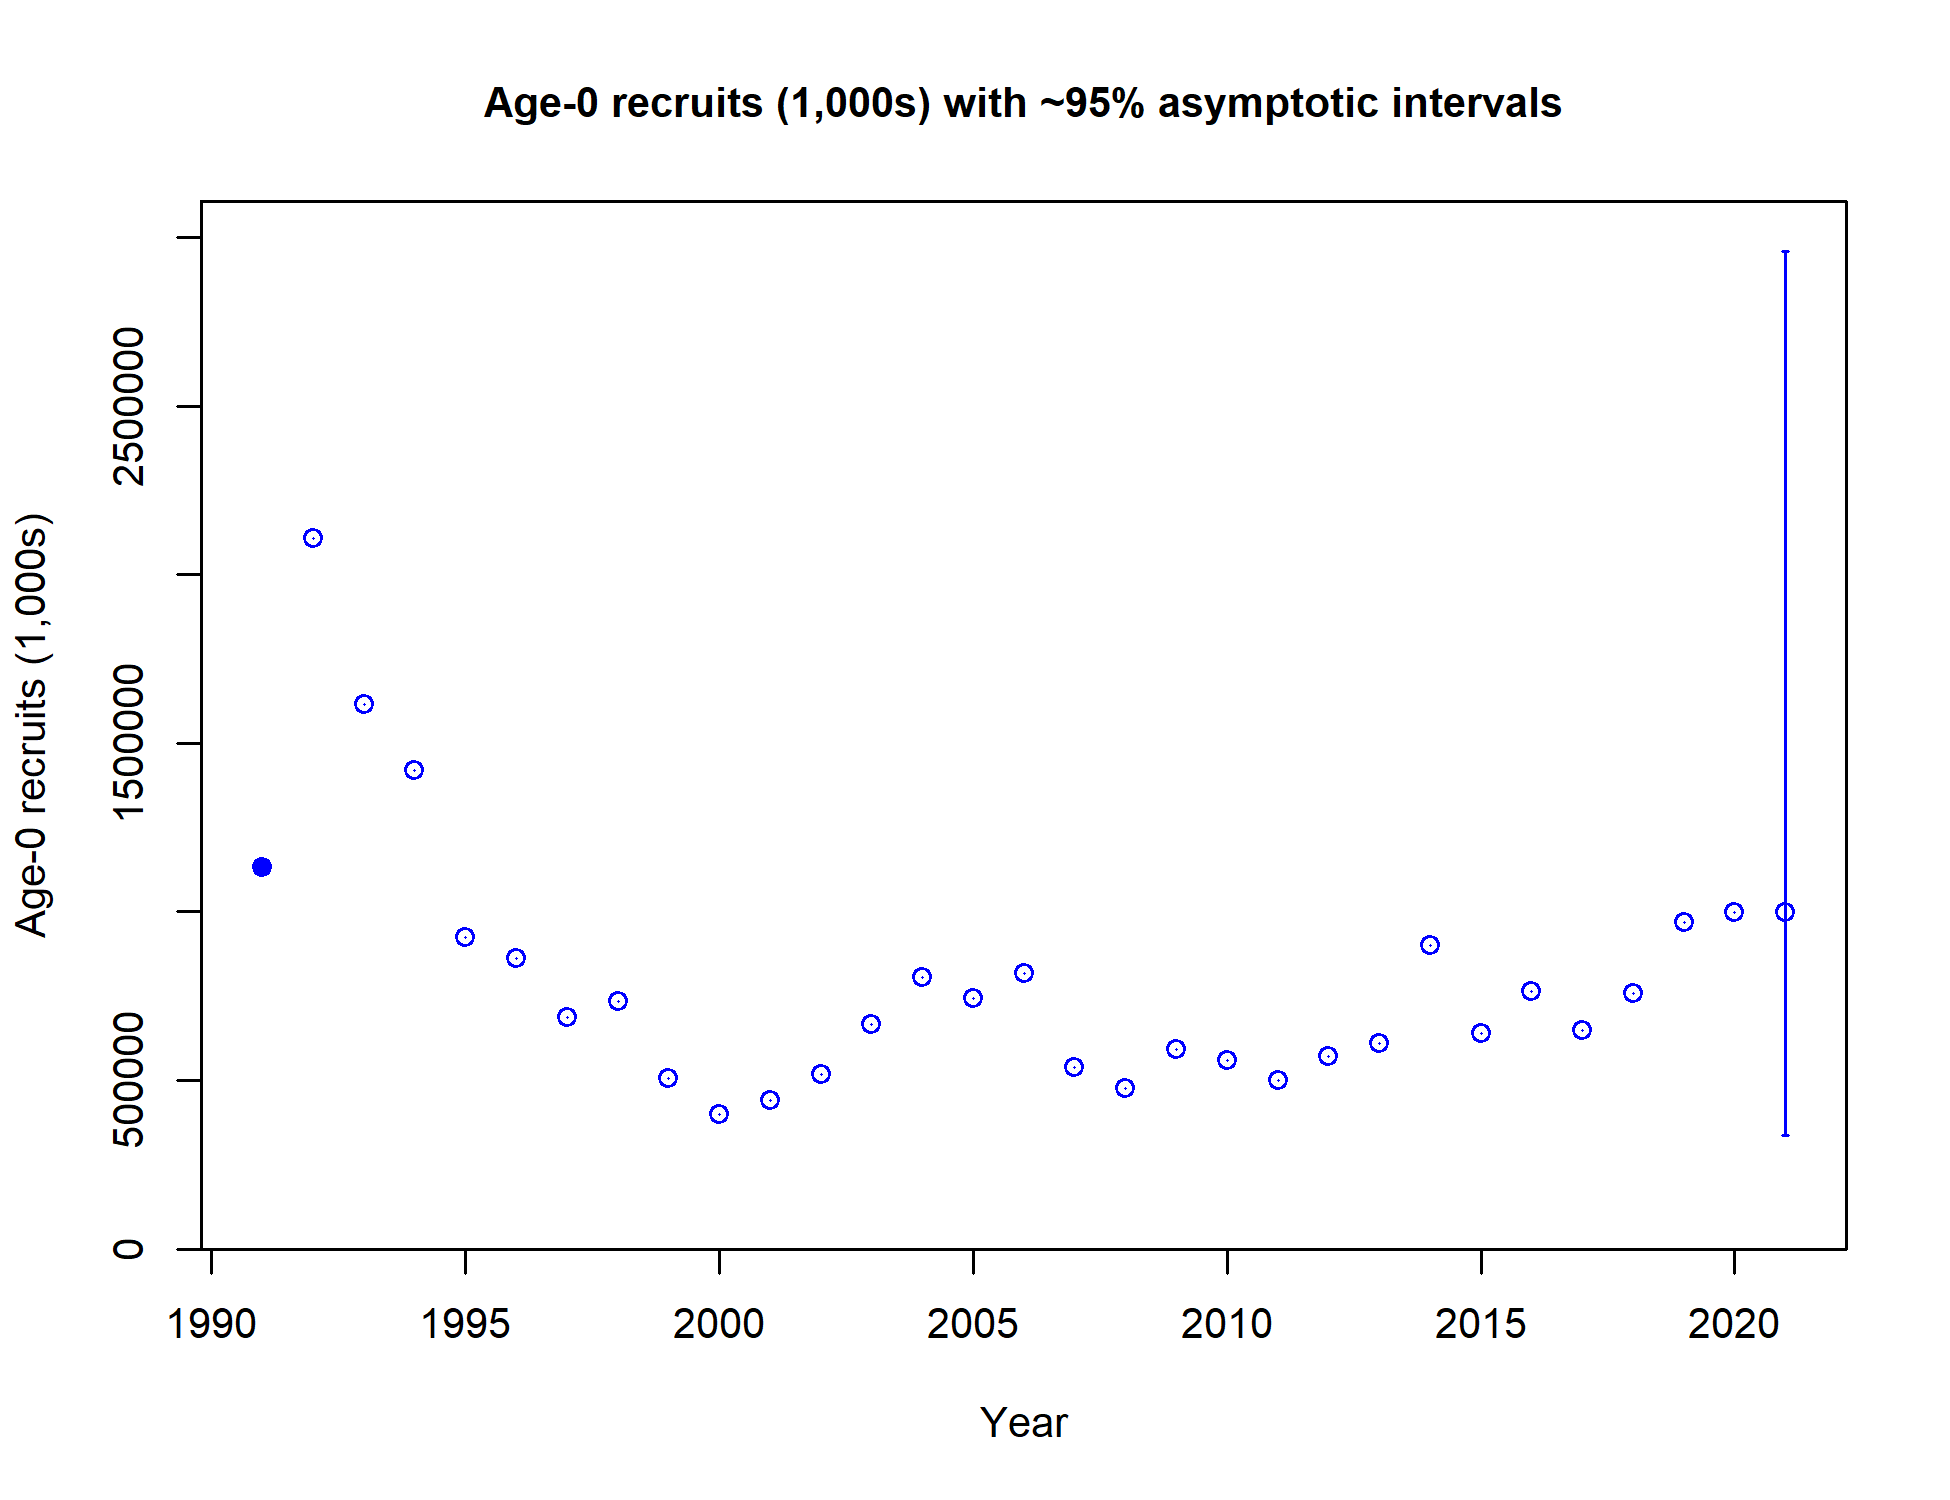 Age-0 recruits (1,000s) with ~95% asymptotic intervals
Age-0 recruits (1,000s)
2500000
1500000
500000
0
1990 1995 2000 2005 2010 2015 2020
Year